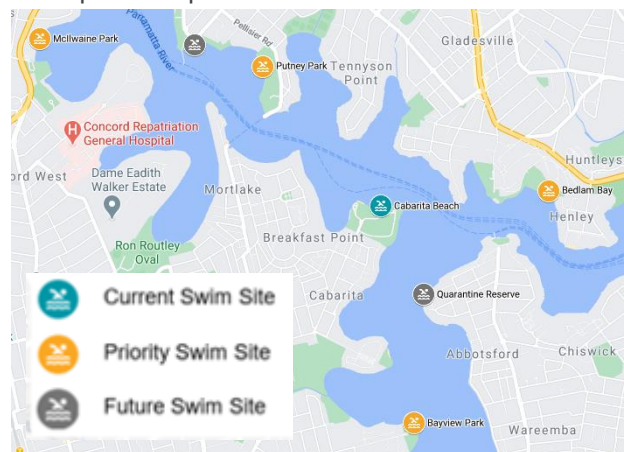 Parramatta River
Pellisier Rd
Gladesville
McIlwaine Park
Putney Park
Tennyson
Point
Concord Repatriation
General Hospital
Huntleys
ord West
Dame Eadith
Walker Estate
Mortlake
Bedlam Bay
Henley
Cabarita Beach
Breakfast Point
Ron Routley
Oval
Current Swim Site
Cabarita
Quarantine Reserve
Priority Swim Site
Abbotsford
Chiswick
Future Swim Site
Bayview Park
Wareemba
H